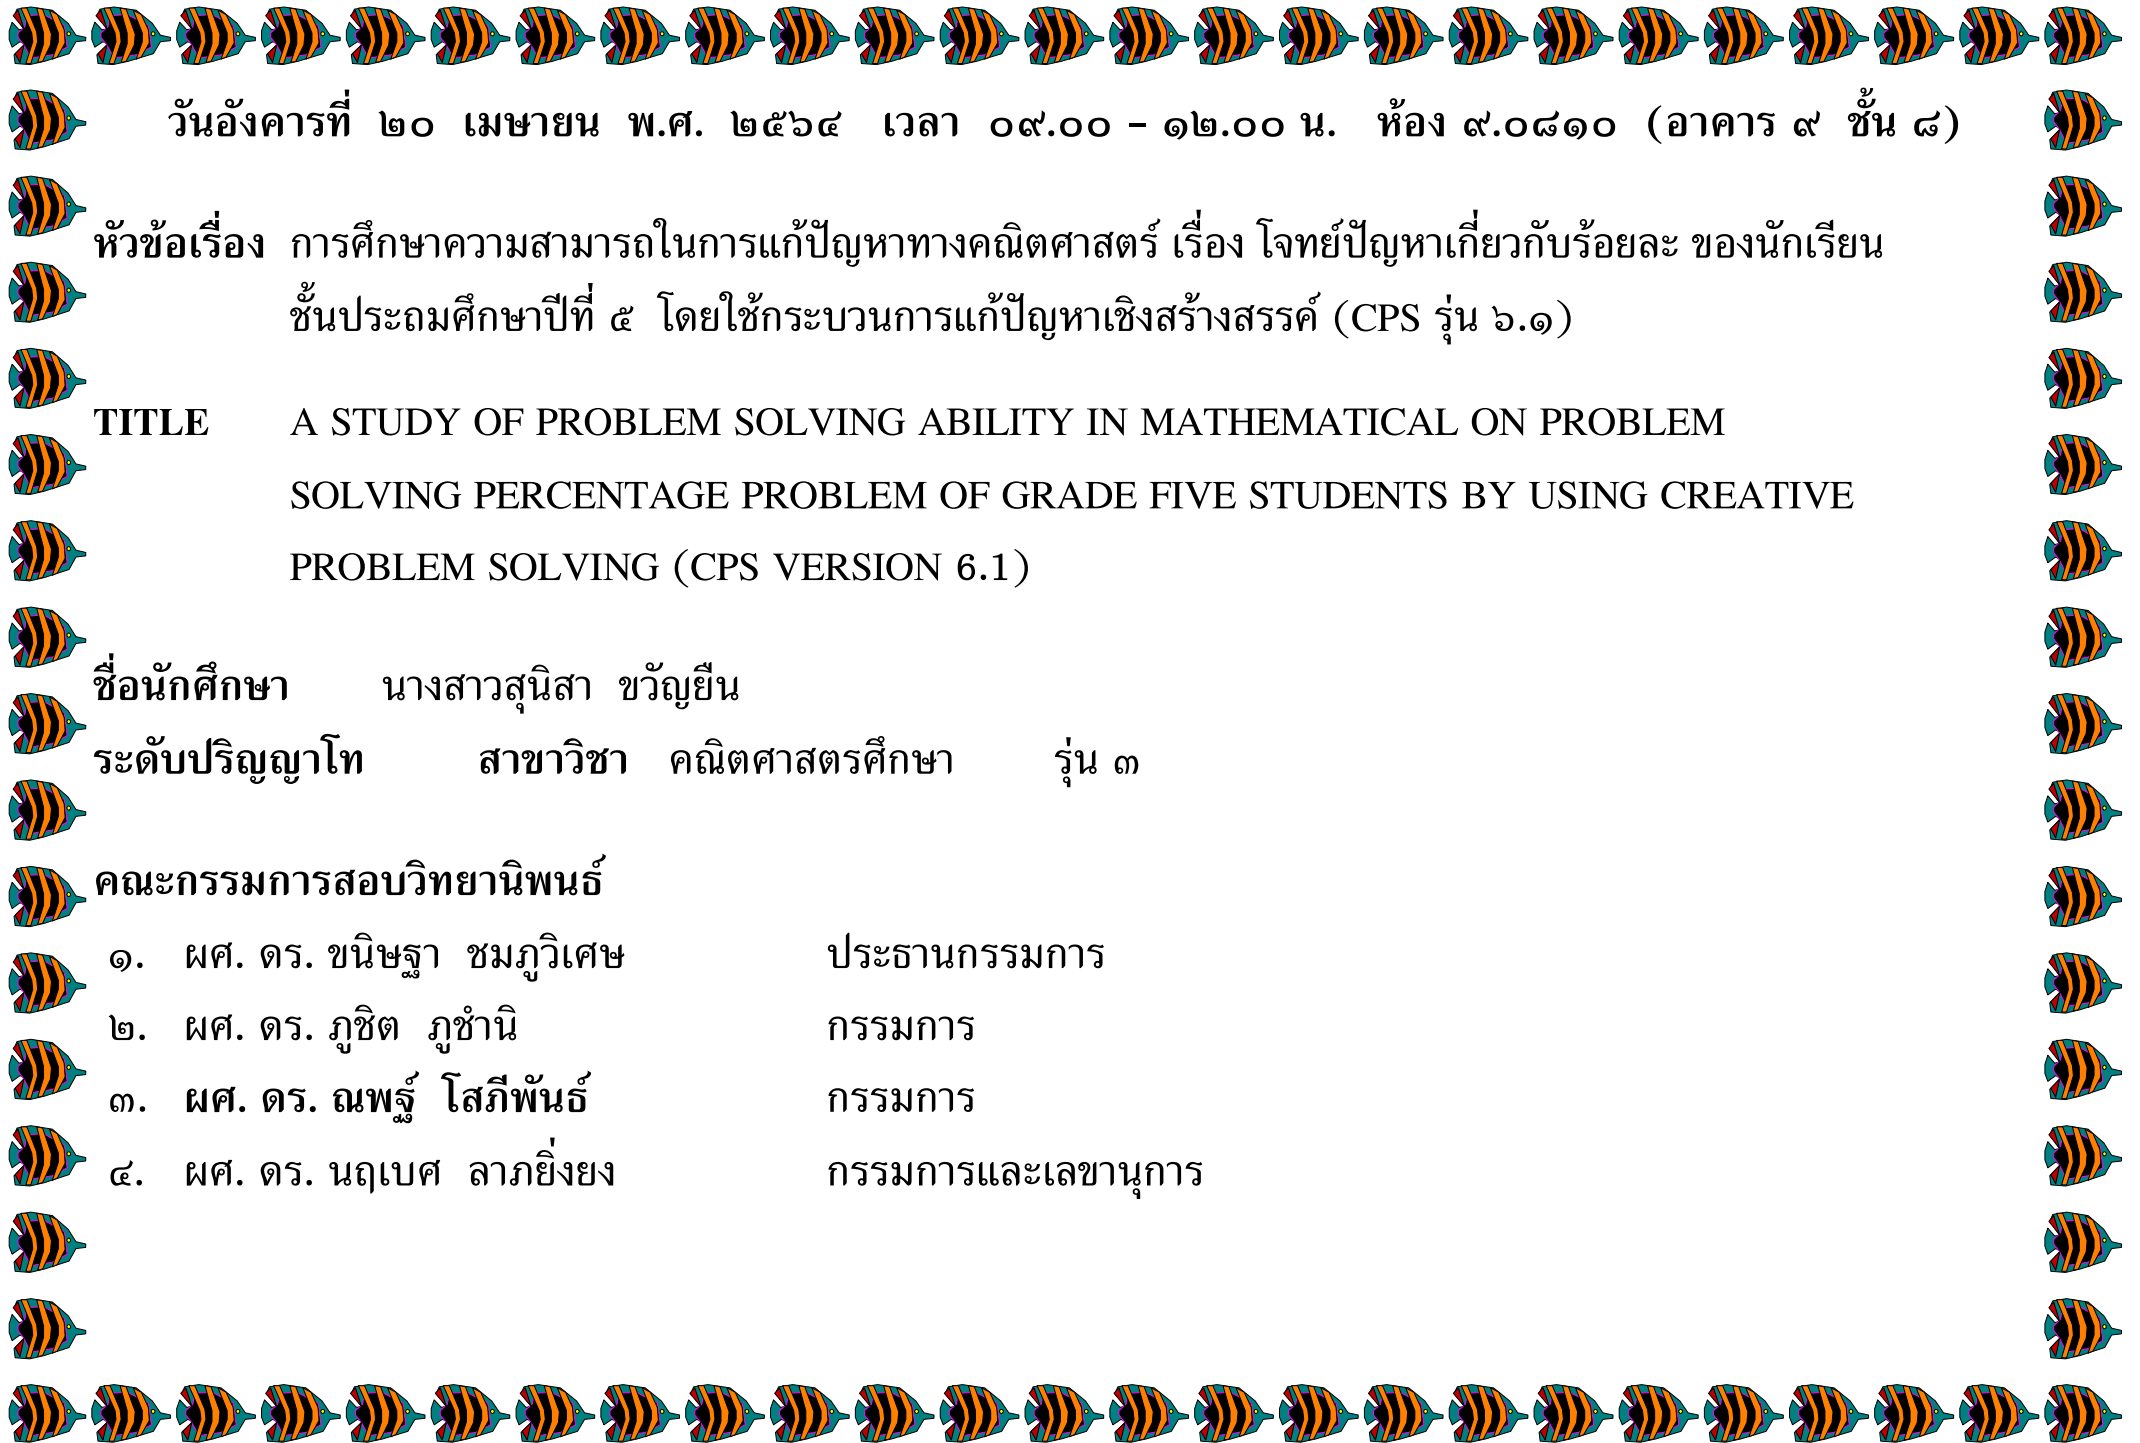 วันอังคารที่ ๒๐ เมษายน พ.ศ. ๒๕๖๔ เวลา ๐๙.๐๐ – ๑๒.๐๐ น. ห้อง ๙.๐๘๑๐ (อาคาร ๙ ชั้น ๘)
หัวข้อเรื่อง การศึกษาความสามารถในการแก้ปัญหาทางคณิตศาสตร์ เรื่อง โจทย์ปัญหาเกี่ยวกับร้อยละ ของนักเรียน
ชั้นประถมศึกษาปีที่ ๕ โดยใช้กระบวนการแก้ปัญหาเชิงสร้างสรรค์ (CPS รุ่น ๖.๑)
TITLE A STUDY OF PROBLEM SOLVING ABILITY IN MATHEMATICAL ON PROBLEM
SOLVING PERCENTAGE PROBLEM OF GRADE FIVE STUDENTS BY USING CREATIVE
PROBLEM SOLVING (CPS VERSION 6.1)
ชื่อนักศึกษา นางสาวสุนิสา ขวัญยืน
ระดับปริญญาโท สาขาวิชา คณิตศาสตรศึกษา รุ่น ๓
คณะกรรมการสอบวิทยานิพนธ์
๑. ผศ. ดร. ขนิษฐา ชมภูวิเศษ ประธานกรรมการ
๒. ผศ. ดร. ภูชิต ภูชำนิ กรรมการ
๓. ผศ. ดร. ณพฐ์ โสภีพันธ์ กรรมการ
๔. ผศ. ดร. นฤเบศ ลาภยิ่งยง กรรมการและเลขานุการ